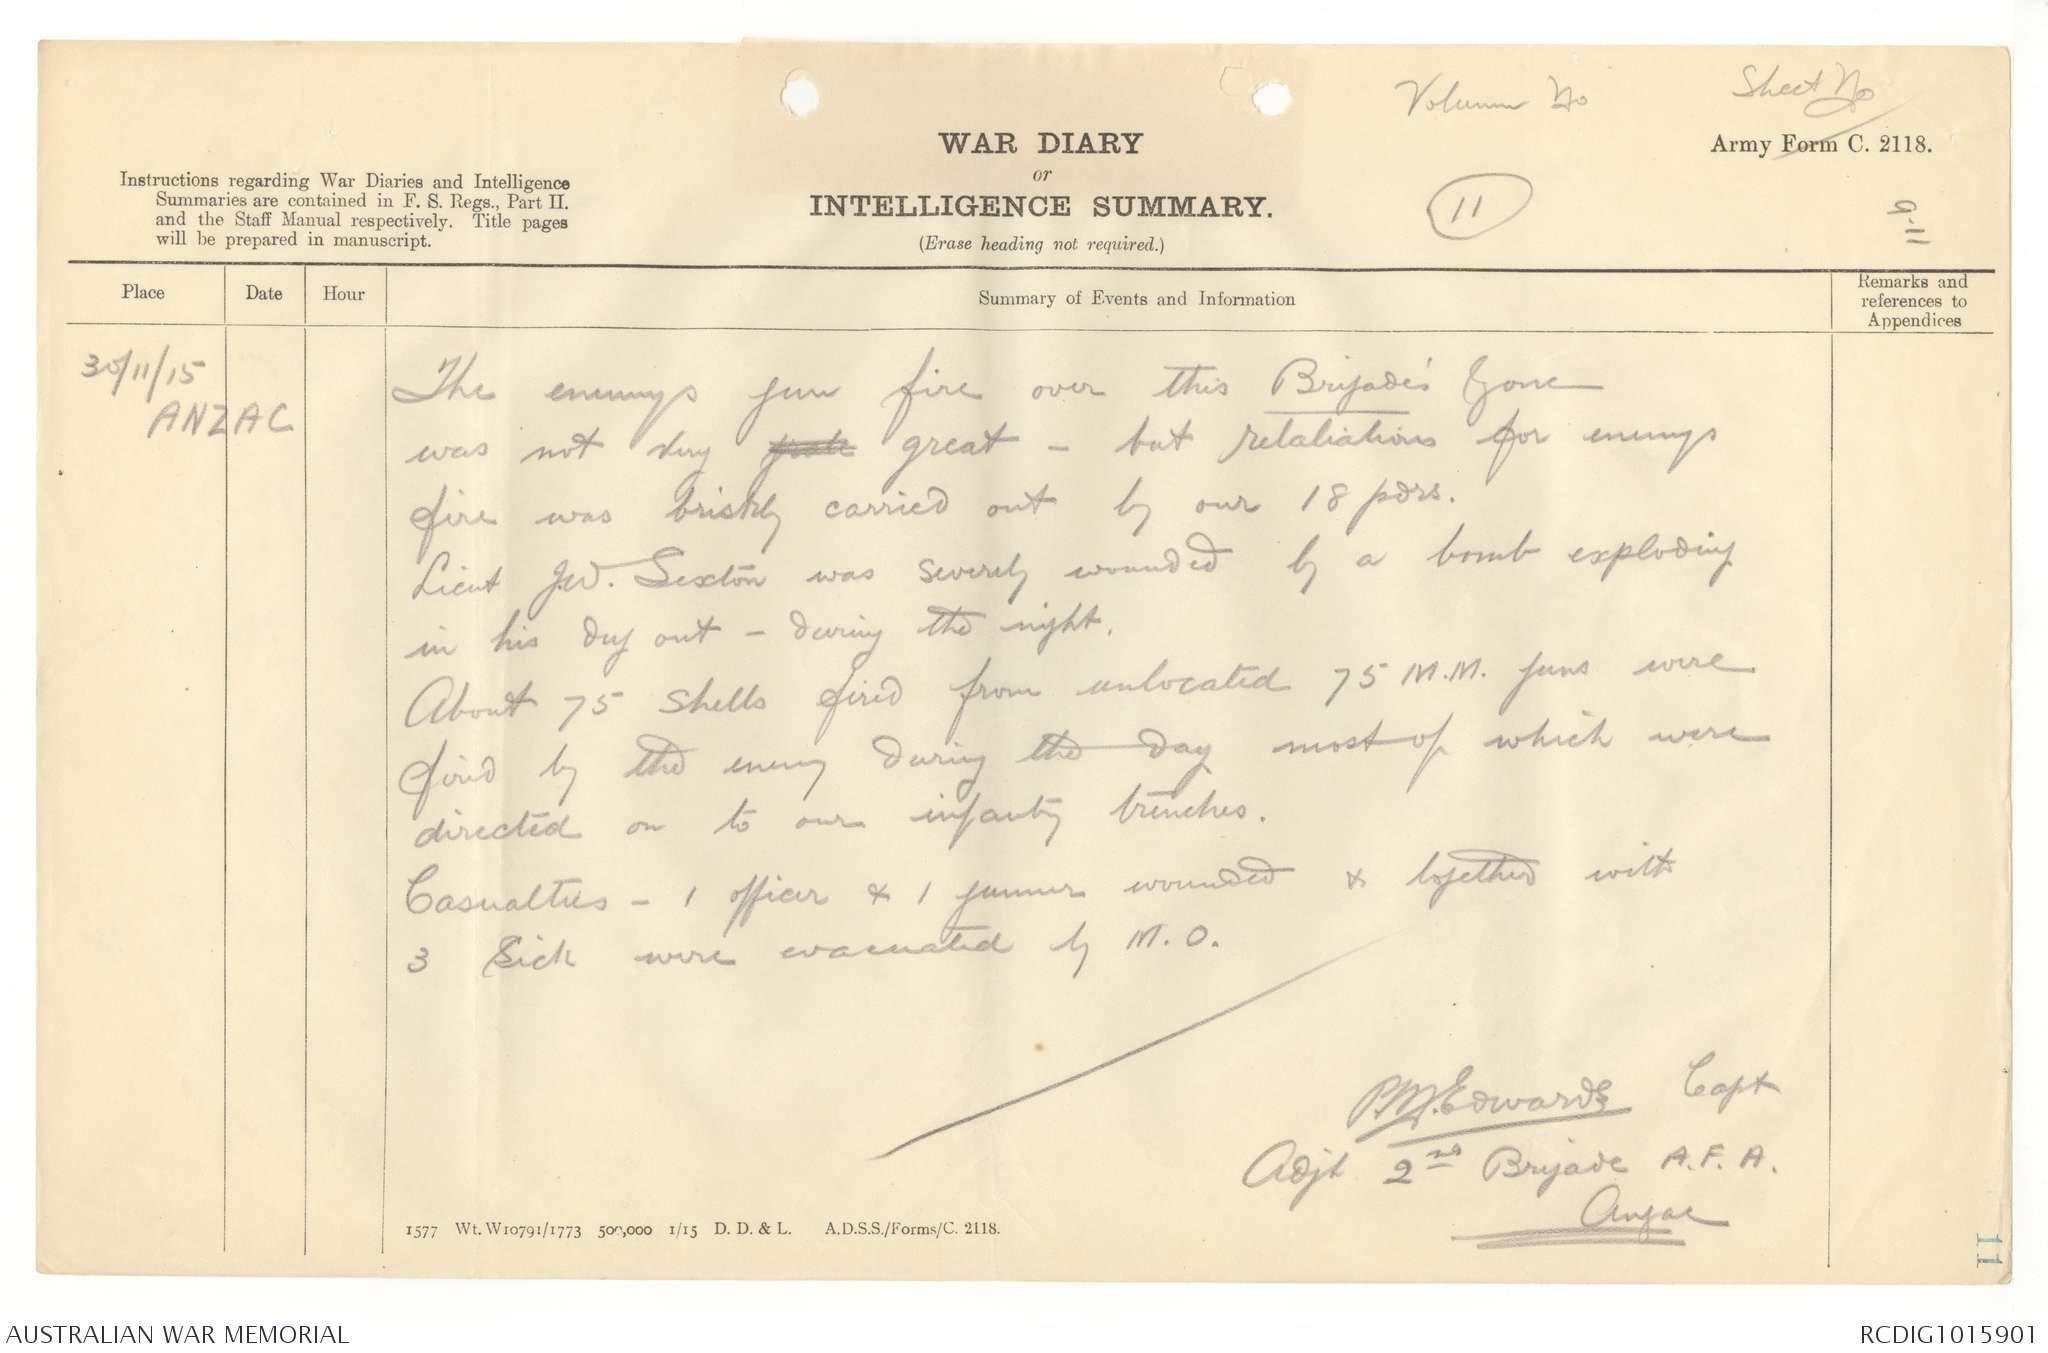 Volume No
Sheet No
WAR DIARY
or
INTELLIGENCE SUMMARY.
(Erase heading not required.)
Army Form C. 2118.
11
Instructions regarding War Diaries and Intelligence
Summaries are contained in F. S. Regs., Part II.
and the Staff Manual respectively. Title pages
will be prepared in manuscript.
Place
Date
Hour
Summary of Events and Information
Remarks and
references to
Appendices
30/11/15
ANZAC
The enemys gun fire over this Brigade's Zone
was not very great - but retaliations for enemys
fire was briskly carried out by our 18 pdrs.
Lieut J.W. Sexton was severely wounded by a bomb exploding
in his dug out - during the night.
About 75 shells fired from unlocated 75 M.M. guns were
fired by the enemy during the day most of which were
directed on to our infantry trenches.
Casualties - 1 officer & 1 gunner wounded & together with
3 Sick were evacuated by M.O.
P.M. Edwards Capt
Adjt 2nd Brigade A.F.A.
Anzac
1577 Wt. W10791/1773 500,000 1/15 D. D. & L. A.D.S.S./Forms/C. 2118.
11
AUSTRALIAN WAR MEMORIAL
RCDIG1015901